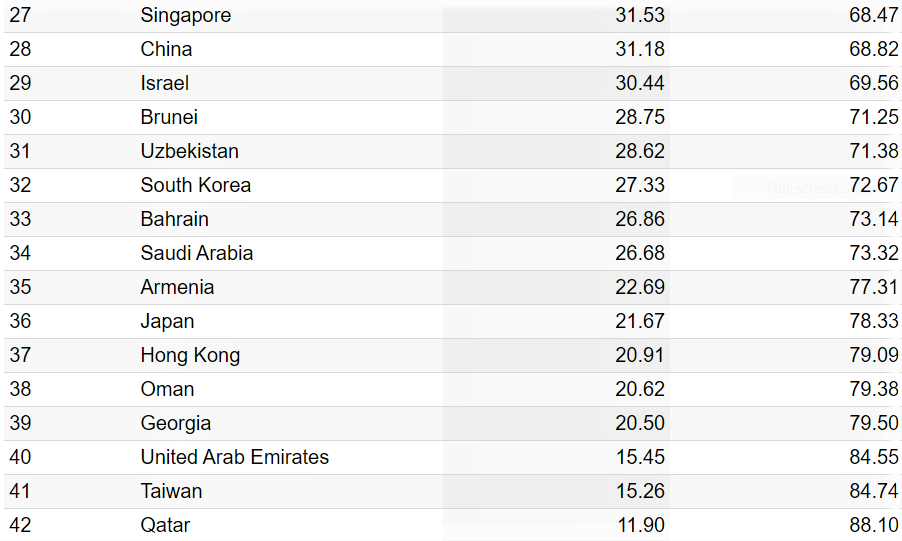 27 Singapore 31.53 68.47
28 China 31.18 68.82
29 Israel 30.44 69.56
30 Brunei 28.75 71.25
31 Uzbekistan 28.62 71.38
32 South Korea 27.33 Full-screen 72.67
33 Bahrain 26.86 73.14
34 Saudi Arabia 26.68 73.32
35 Armenia 22.69 77.31
36 Japan 21.67 78.33
37 Hong Kong 20.91 79.09
38 Oman 20.62 79.38
39 Georgia 20.50 79.50
40 United Arab Emirates 15.45 84.55
41 Taiwan 15.26 84.74
42 Qatar 11.90 88.10